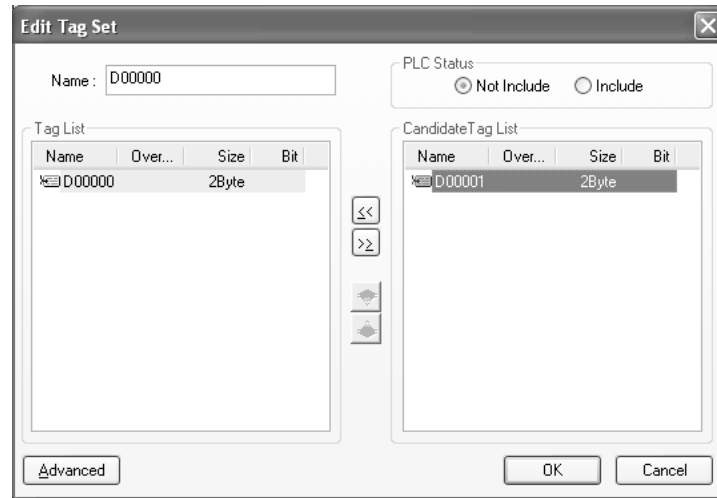 Edit Tag Set
Name : D00000
PLC Status
Not Include Include
Tag List
Name Over... Size Bit
D00000 2Byte
<<
>>
CandidateTag List
Name Over... Size Bit
D00001 2Byte
Advanced
OK Cancel